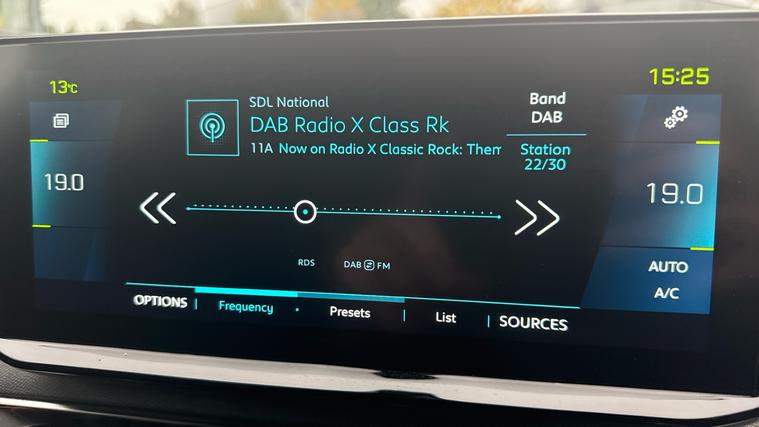 13°C
15:25
SDL National
DAB Radio X Class Rk
11A Now on Radio X Classic Rock: Them
Band
DAB
Station
22/30
19.0
19.0
RDS
DAB FM
AUTO
A/C
OPTIONS
Frequency
Presets
List
SOURCES